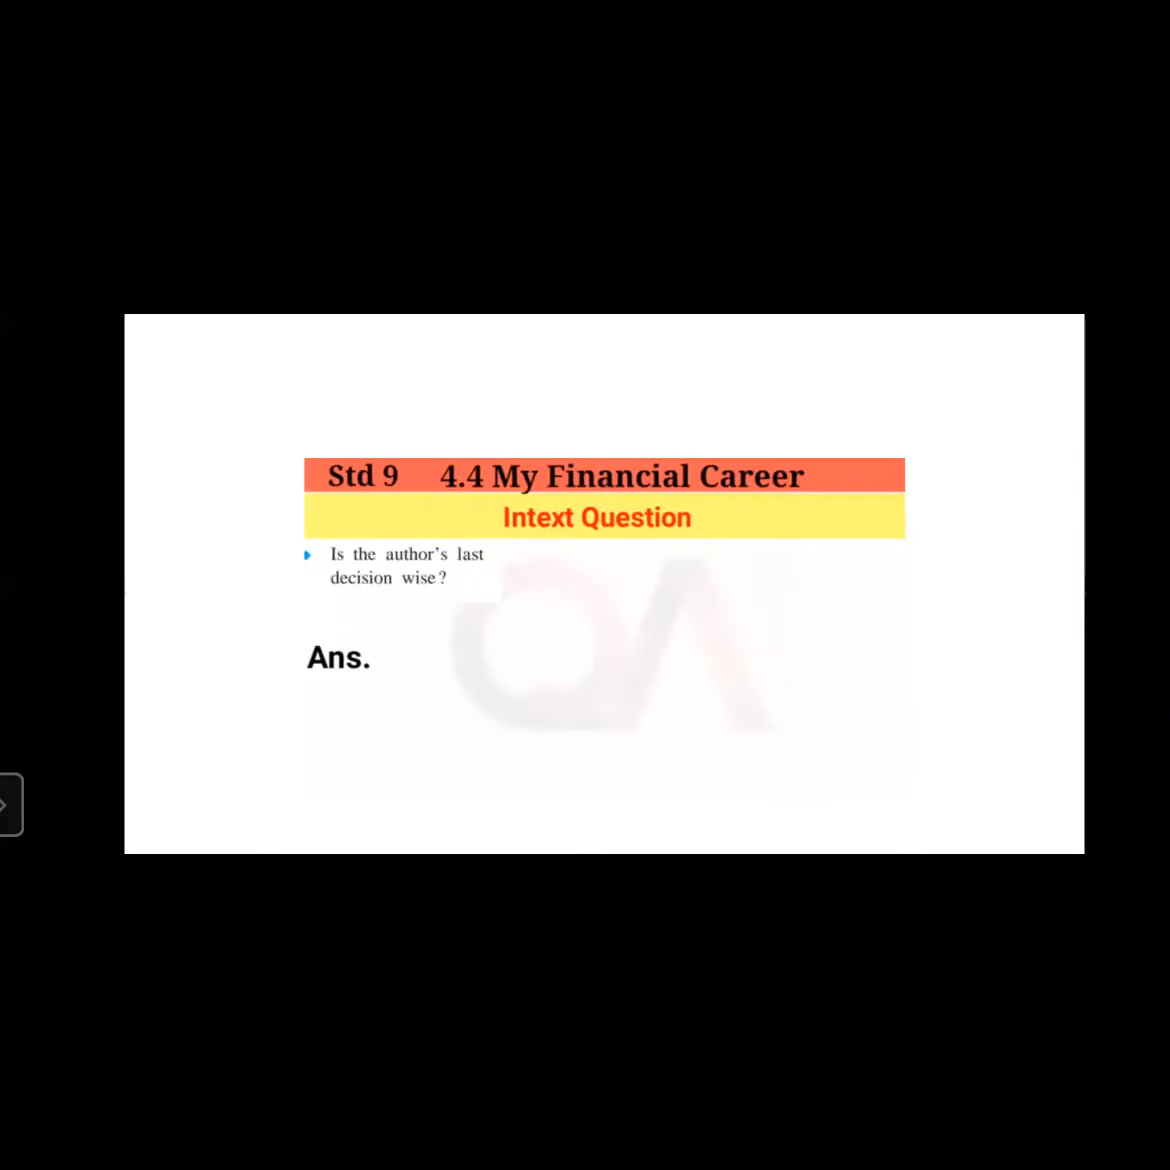 Std 9 4.4 My Financial Career
Intext Question
Is the author's last
decision wise?
Ans.